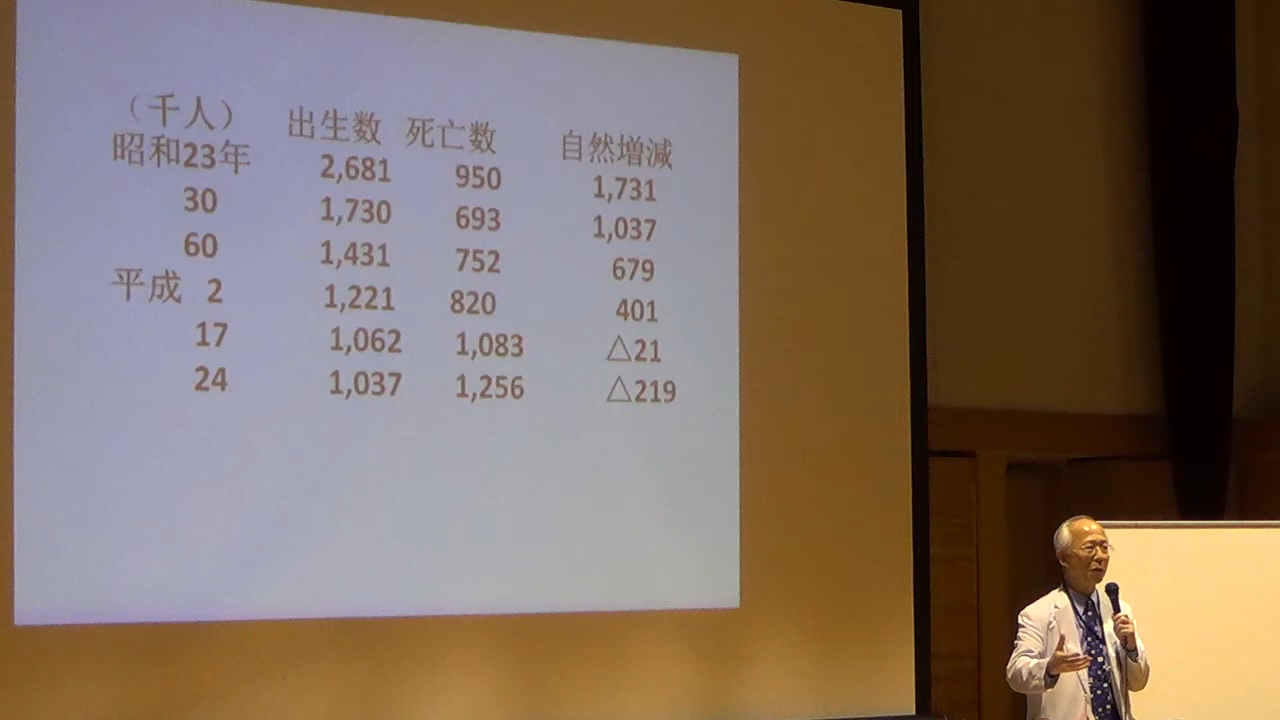 （千人） 出生数 死亡数 自然増減
昭和23年 2,681 950 1,731
30 1,730 693 1,037
60 1,431 752 679
平成 2 1,221 820 401
17 1,062 1,083 △21
24 1,037 1,256 △219